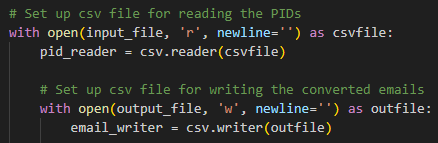 # Set up csv file for reading the PIDs
with open(input_file, 'r', newline='') as csvfile:
    pid_reader = csv.reader(csvfile)

    # Set up csv file for writing the converted emails
    with open(output_file, 'w', newline='') as outfile:
        email_writer = csv.writer(outfile)